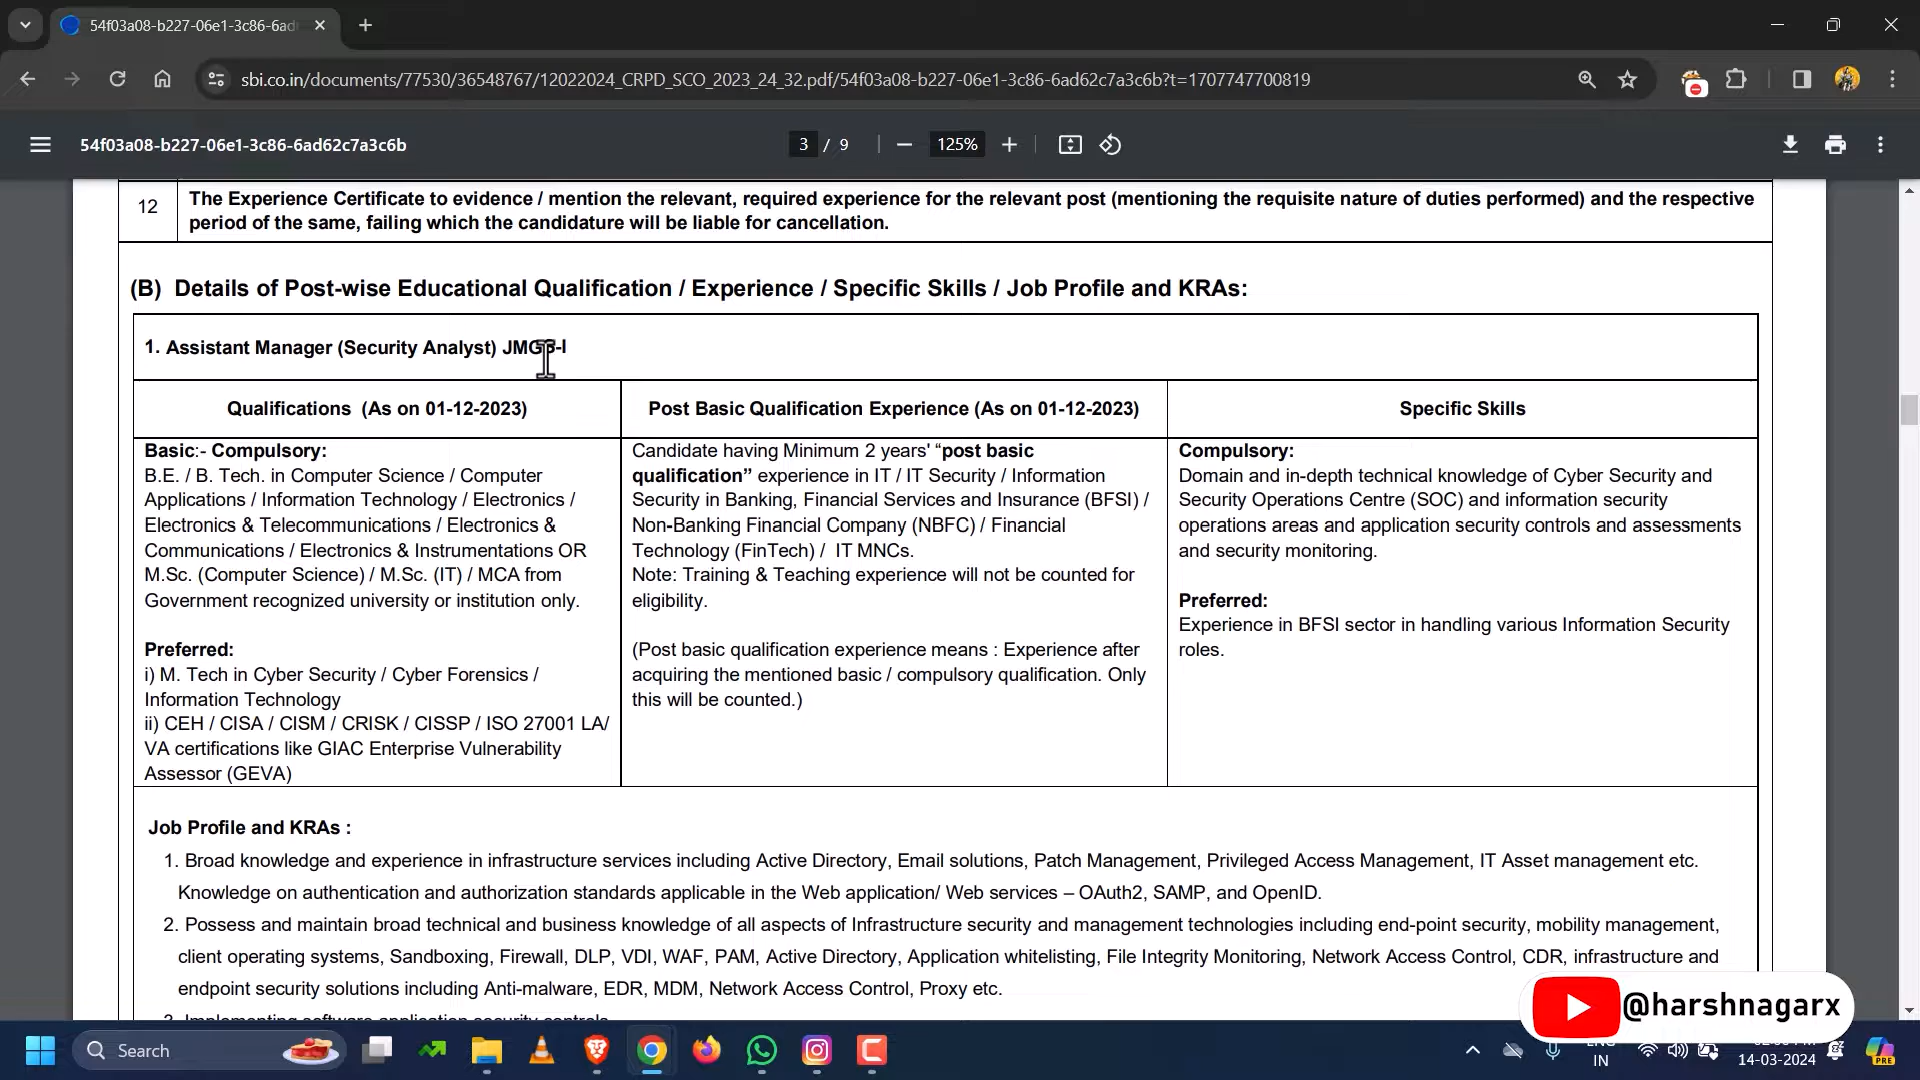 54f03a08-b227-06e1-3c86-6ad
sbi.co.in/documents/77530/36548767/12022024_CRPD_SCO_2023_24_32.pdf/54f03a08-b227-06e1-3c86-6ad62c7a3c6b?t=1707747700819
54f03a08-b227-06e1-3c86-6ad62c7a3c6b
3 / 9
125%
12
The Experience Certificate to evidence / mention the relevant, required experience for the relevant post (mentioning the requisite nature of duties performed) and the respective
period of the same, failing which the candidature will be liable for cancellation.
(B) Details of Post-wise Educational Qualification / Experience / Specific Skills / Job Profile and KRAs:
1. Assistant Manager (Security Analyst) JMGS-I
Qualifications (As on 01-12-2023)
Post Basic Qualification Experience (As on 01-12-2023)
Specific Skills
Basic:- Compulsory:
B.E. / B. Tech. in Computer Science / Computer
Applications / Information Technology / Electronics /
Electronics & Telecommunications / Electronics &
Communications / Electronics & Instrumentations OR
M.Sc. (Computer Science) / M.Sc. (IT) / MCA from
Government recognized university or institution only.
Preferred:
i) M. Tech in Cyber Security / Cyber Forensics /
Information Technology
ii) CEH / CISA / CISM / CRISK / CISSP / ISO 27001 LA/
VA certifications like GIAC Enterprise Vulnerability
Assessor (GEVA)
Candidate having Minimum 2 years' “post basic
qualification” experience in IT / IT Security / Information
Security in Banking, Financial Services and Insurance (BFSI) /
Non-Banking Financial Company (NBFC) / Financial
Technology (FinTech) / IT MNCs.
Note: Training & Teaching experience will not be counted for
eligibility.
(Post basic qualification experience means : Experience after
acquiring the mentioned basic / compulsory qualification. Only
this will be counted.)
Compulsory:
Domain and in-depth technical knowledge of Cyber Security and
Security Operations Centre (SOC) and information security
operations areas and application security controls and assessments
and security monitoring.
Preferred:
Experience in BFSI sector in handling various Information Security
roles.
Job Profile and KRAs :
1. Broad knowledge and experience in infrastructure services including Active Directory, Email solutions, Patch Management, Privileged Access Management, IT Asset management etc.
Knowledge on authentication and authorization standards applicable in the Web application/ Web services – OAuth2, SAMP, and OpenID.
2. Possess and maintain broad technical and business knowledge of all aspects of Infrastructure security and management technologies including end-point security, mobility management,
client operating systems, Sandboxing, Firewall, DLP, VDI, WAF, PAM, Active Directory, Application whitelisting, File Integrity Monitoring, Network Access Control, CDR, infrastructure and
endpoint security solutions including Anti-malware, EDR, MDM, Network Access Control, Proxy etc.
3. Implementing software application security controls
@harshnagarx
Search
IN
14-03-2024
PRE